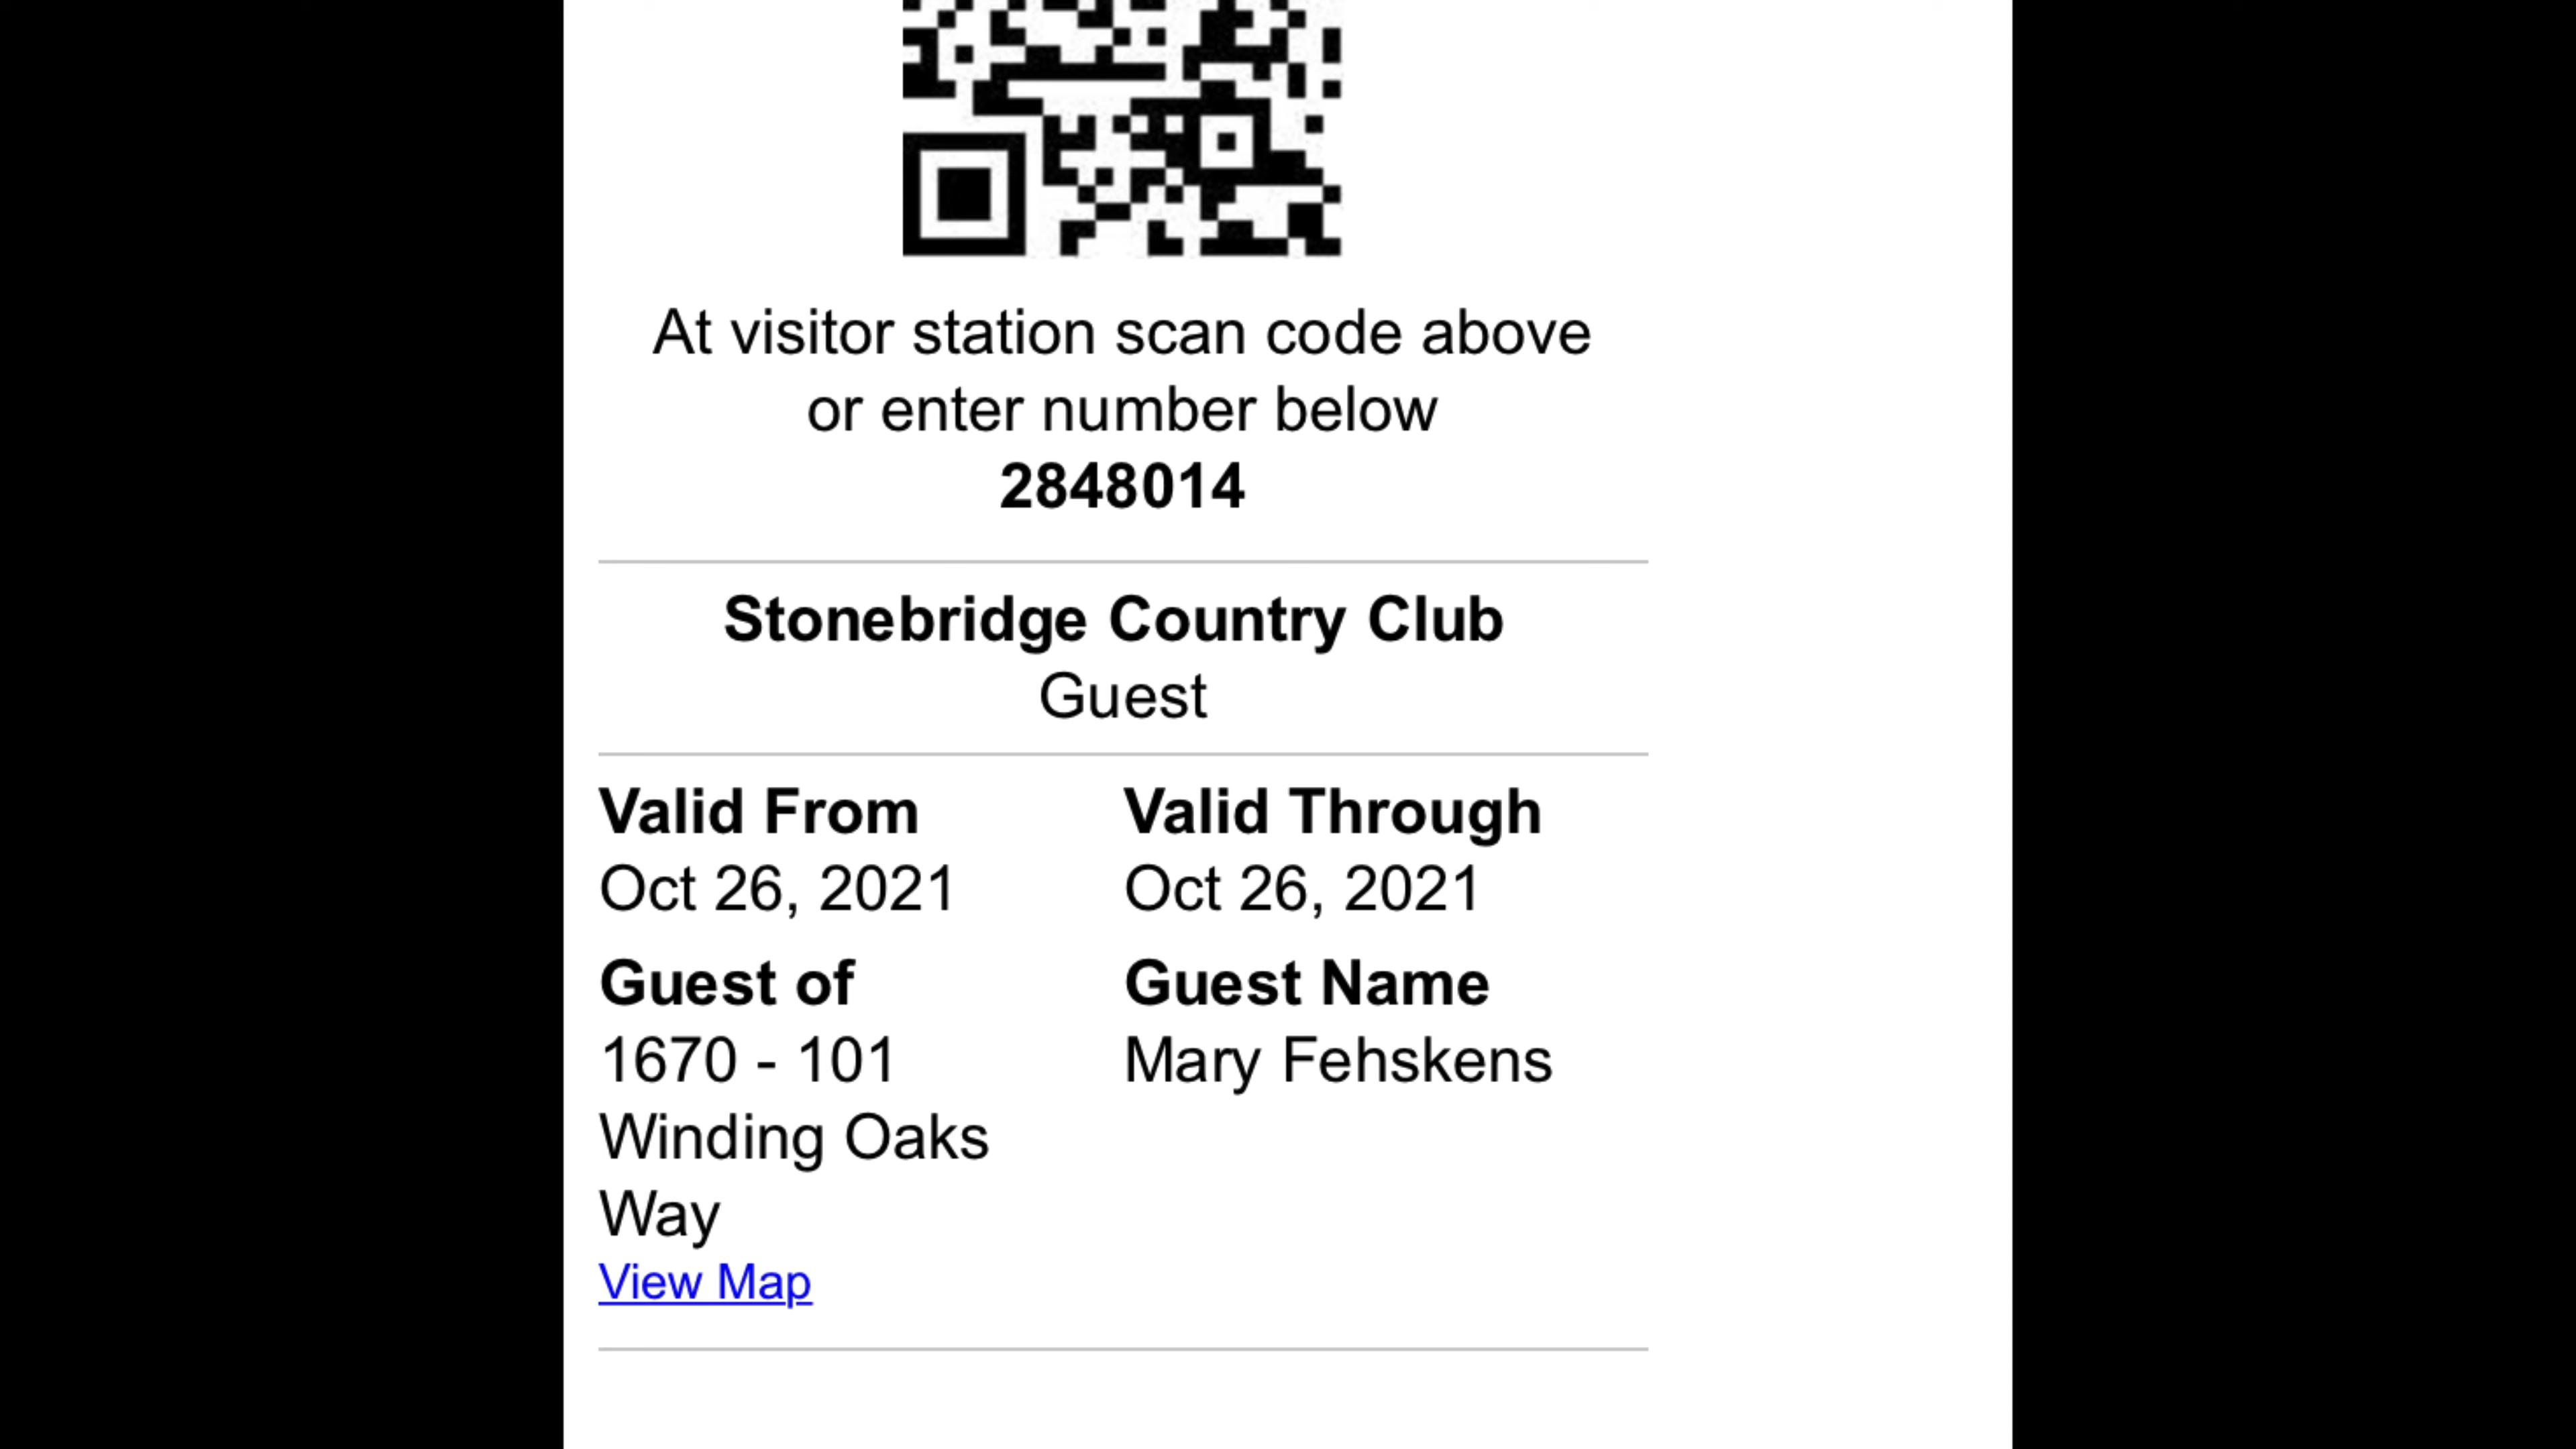 At visitor station scan code above
or enter number below
2848014
Stonebridge Country Club
Guest
Valid From
Oct 26, 2021
Valid Through
Oct 26, 2021
Guest of
1670 - 101
Winding Oaks
Way
View Map
Guest Name
Mary Fehskens